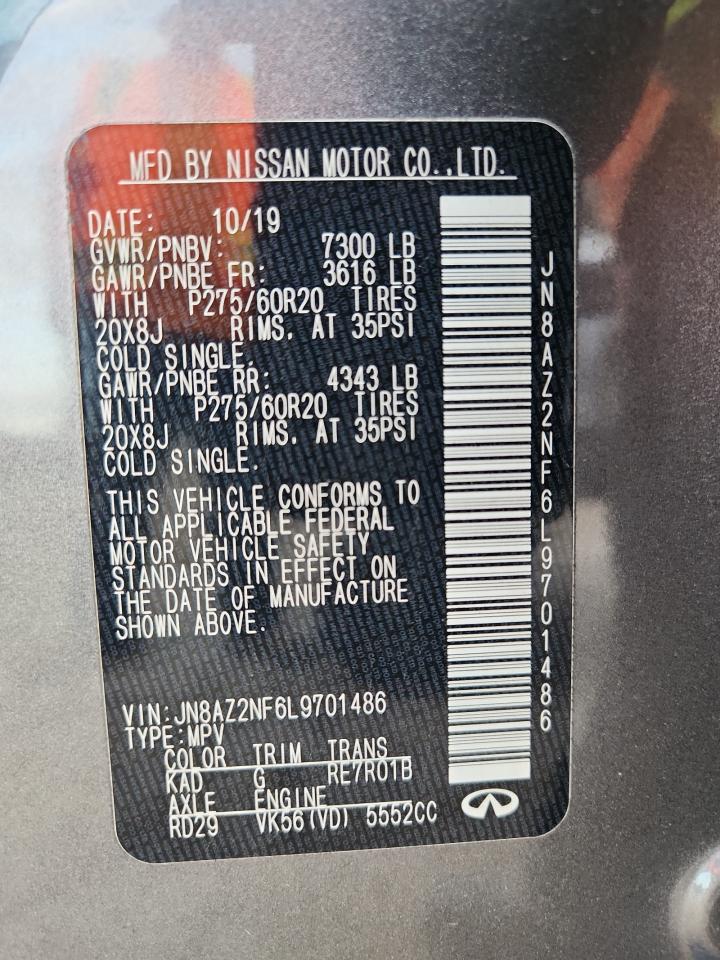 MFD BY NISSAN MOTOR CO.,LTD.
DATE: 10/19
GVWR/PNBV: 7300 LB
GAWR/PNBE FR: 3616 LB
WITH P275/60R20 TIRES
20X8J RIMS, AT 35PSI
COLD SINGLE.
GAWR/PNBE RR: 4343 LB
WITH P275/60R20 TIRES
20X8J RIMS, AT 35PSI
COLD SINGLE.
THIS VEHICLE CONFORMS TO
ALL APPLICABLE FEDERAL
MOTOR VEHICLE SAFETY
STANDARDS IN EFFECT ON
THE DATE OF MANUFACTURE
SHOWN ABOVE.
VIN:JN8AZ2NF6L9701486
TYPE:MPV
COLOR TRIM TRANS
KAD G RE7R01B
AXLE ENGINE
RD29 VK56(VD) 5552CC
JN8AZ2NF6L9701486